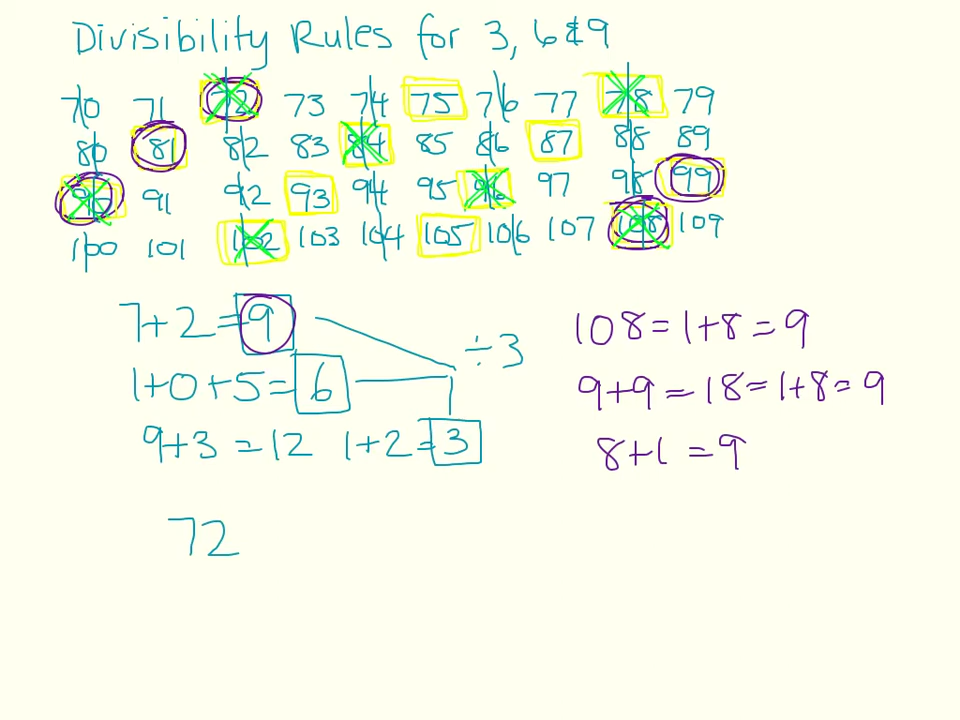 Divisibility Rules for 3, 6 & 9
70 71 72 73 74 75 76 77 78 79
80 81 82 83 84 85 86 87 88 89
90 91 92 93 94 95 96 97 98 99
100 101 102 103 104 105 106 107 108 109
7+2=9
÷3
1+0+5=6
9+3=12 1+2=3
108=1+8=9
9+9=18=1+8=9
8+1=9
72